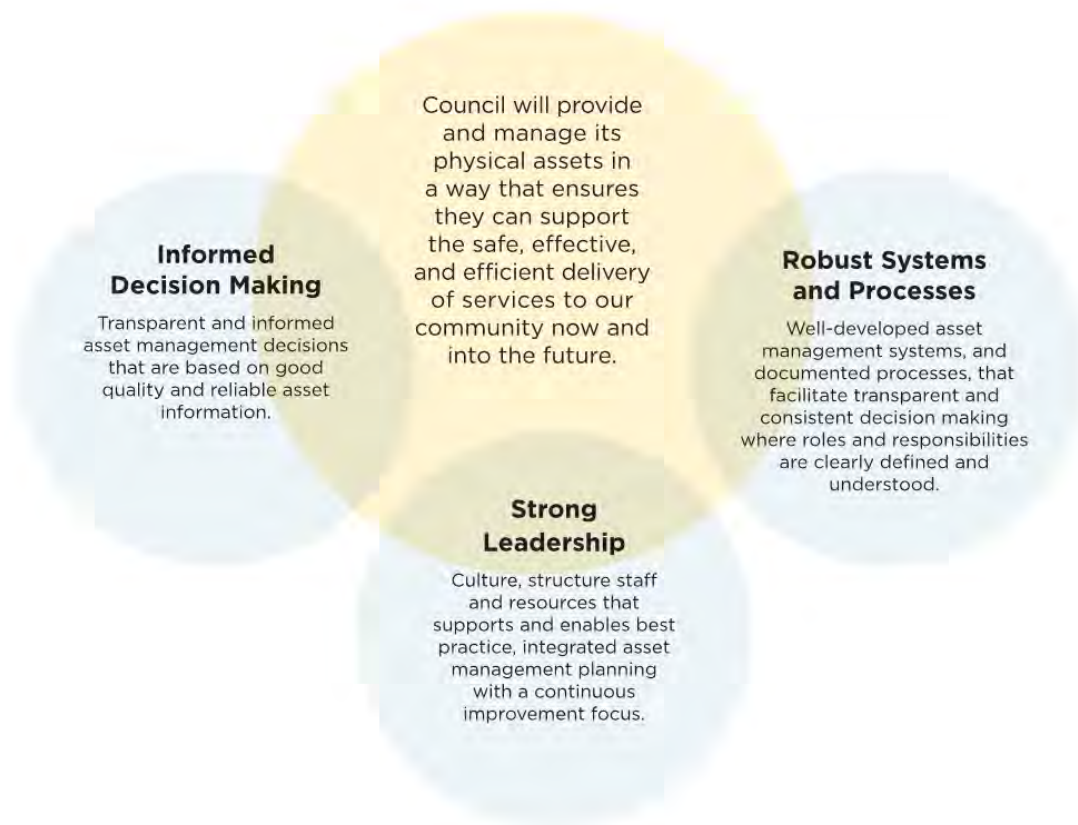 Council will provide
and manage its
physical assets in
a way that ensures
they can support
the safe, effective,
and efficient delivery
of services to our
community now and
into the future.
Informed
Decision Making
Transparent and informed
asset management decisions
that are based on good
quality and reliable asset
information.
Robust Systems
and Processes
Well-developed asset
management systems, and
documented processes, that
facilitate transparent and
consistent decision making
where roles and responsibilities
are clearly defined and
understood.
Strong
Leadership
Culture, structure staff
and resources that
supports and enables best
practice, integrated asset
management planning
with a continuous
improvement focus.